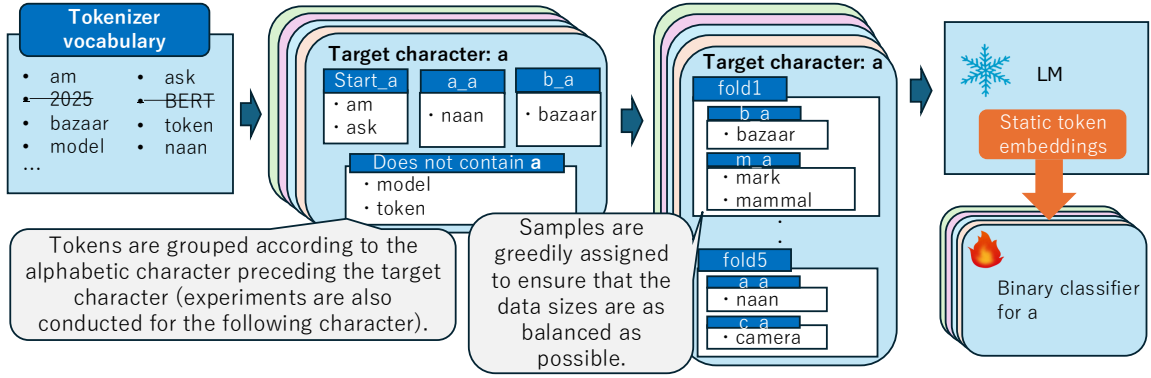 Tokenizer
vocabulary
• am
• 2025
• bazaar
• model
...
• ask
• BERT
• token
• naan
Target character: a
Start_a
・am
・ask
a_a
・naan
b_a
・bazaar
Does not contain a
・model
・token
Tokens are grouped according to the
alphabetic character preceding the target
character (experiments are also
conducted for the following character).
Target character: a
fold1
b_a
・bazaar
m_a
・mark
・mammal
・
・
fold5
a_a
・naan
c_a
・camera
Samples are
greedily assigned
to ensure that the
data sizes are as
balanced as
possible.
LM
Static token
embeddings
Binary classifier
for a